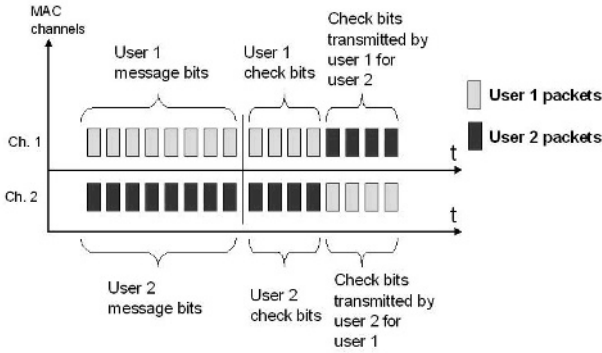 MAC
channels
User 1
message bits
User 1
check bits
Check bits
transmitted by
user 1 for
user 2
User 1 packets
User 2 packets
Ch. 1
t
Ch. 2
t
User 2
message bits
User 2
check bits
Check bits
transmitted by
user 2 for
user 1